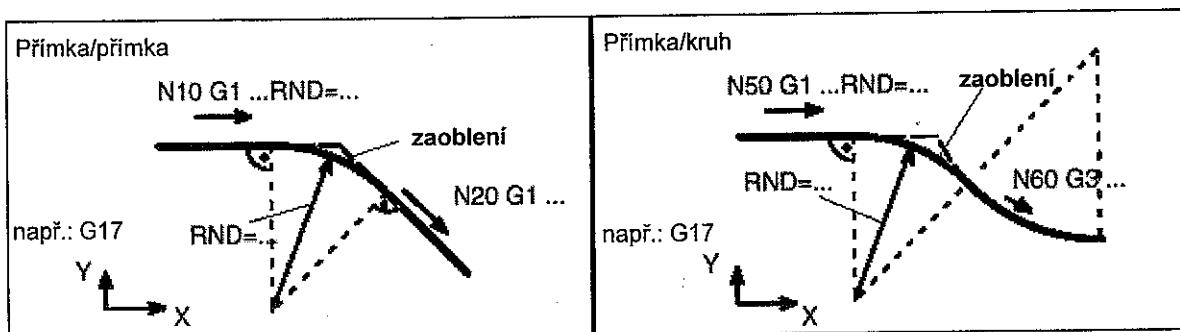 Přímka/přímka
N10 G1 ...RND=...
zaoblení
N20 G1 ...
RND=...
např.: G17
Y
X
Přímka/kruh
N50 G1 ...RND=...
zaoblení
RND=...
N60 G3 ...
např.: G17
Y
X